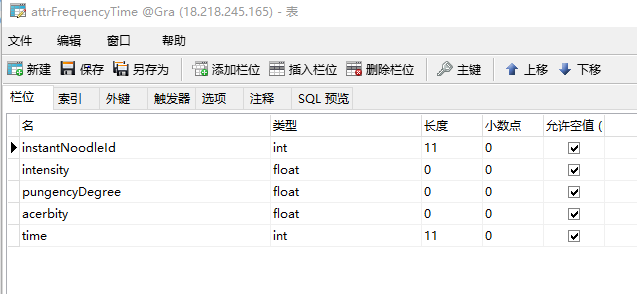 attrFrequencyTime @Gra (18.218.245.165) - 表
文件 编辑 窗口 帮助
新建 保存 另存为 添加栏位 插入栏位 删除栏位 主键 上移 下移
栏位 索引 外键 触发器 选项 注释 SQL 预览
名 类型 长度 小数点 允许空值 (
instantNoodleId int 11 0
intensity float 0 0
pungencyDegree float 0 0
acerbity float 0 0
time int 11 0